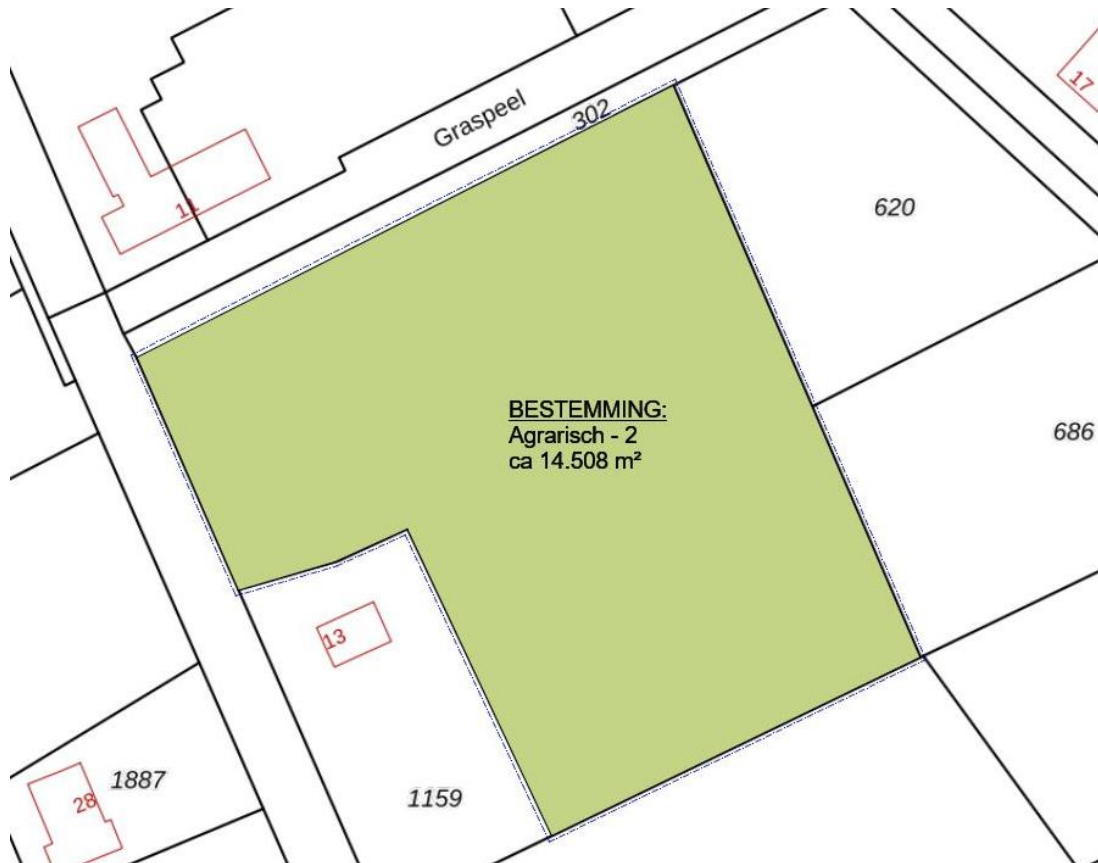 17
Graspeel
302
11
620
BESTEMMING:
Agrarisch - 2
ca 14.508 m²
686
13
1887
28
1159